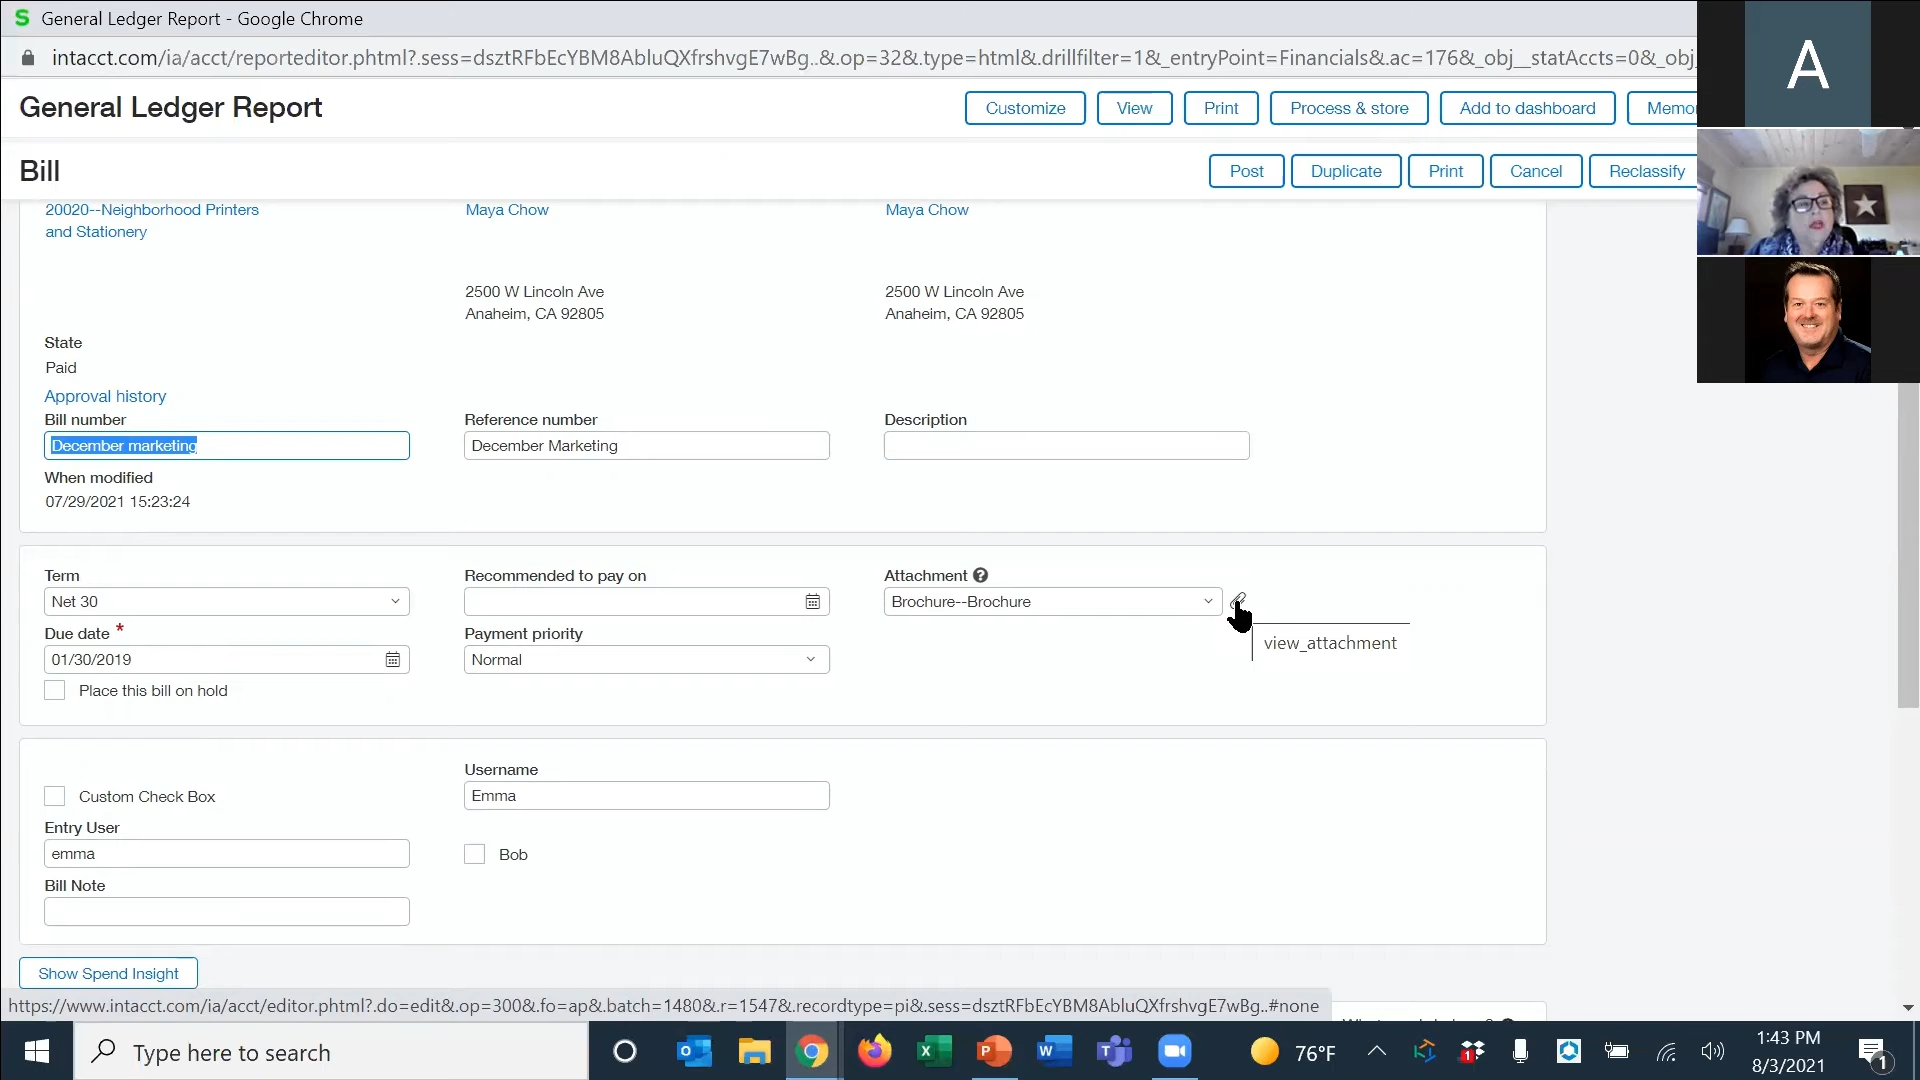 S General Ledger Report - Google Chrome
intacct.com/ia/acct/reporteditor.phtml?.sess=dsztRFbEcYBM8AbluQXfrshvgE7wBg..&.op=32&.type=html&.drillfilter=1&_entryPoint=Financials&.ac=176&_obj__statAccts=0&_obj_
A
General Ledger Report
Customize View Print Process & store Add to dashboard Memor
Bill
Post Duplicate Print Cancel Reclassify
20020--Neighborhood Printers
and Stationery
Maya Chow
Maya Chow
2500 W Lincoln Ave
Anaheim, CA 92805
2500 W Lincoln Ave
Anaheim, CA 92805
State
Paid
Approval history
Bill number
December marketing
Reference number
December Marketing
Description
When modified
07/29/2021 15:23:24
Term
Net 30
Recommended to pay on
Attachment ?
Brochure--Brochure
Due date *
01/30/2019
Payment priority
Normal
view_attachment
Place this bill on hold
Custom Check Box
Username
Emma
Entry User
emma
Bob
Bill Note
Show Spend Insight
https://www.intacct.com/ia/acct/editor.phtml?.do=edit&.op=300&.fo=ap&.batch=1480&.r=1547&.recordtype=pi&.sess=dsztRFbEcYBM8AbluQXfrshvgE7wBg..#none
Type here to search
76°F
1:43 PM
8/3/2021
1